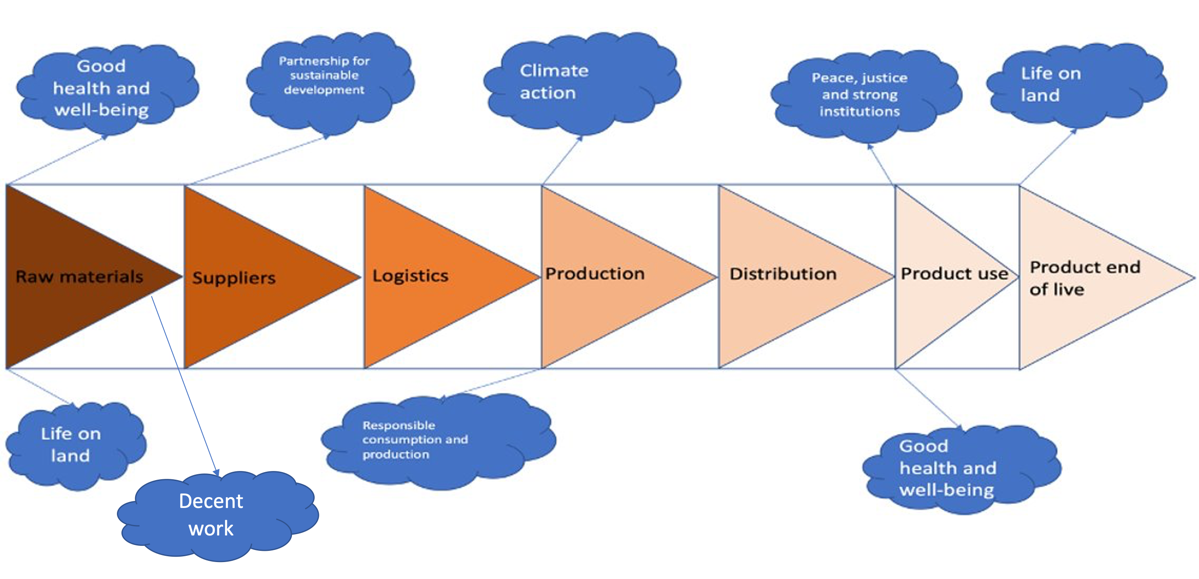 Good
health and
well-being
Partnership for
sustainable
development
Climate
action
Peace, justice
and strong
institutions
Life on
land
Raw materials
Suppliers
Logistics
Production
Distribution
Product use
Product end
of live
Life on
land
Decent
work
Responsible
consumption and
production
Good
health and
well-being